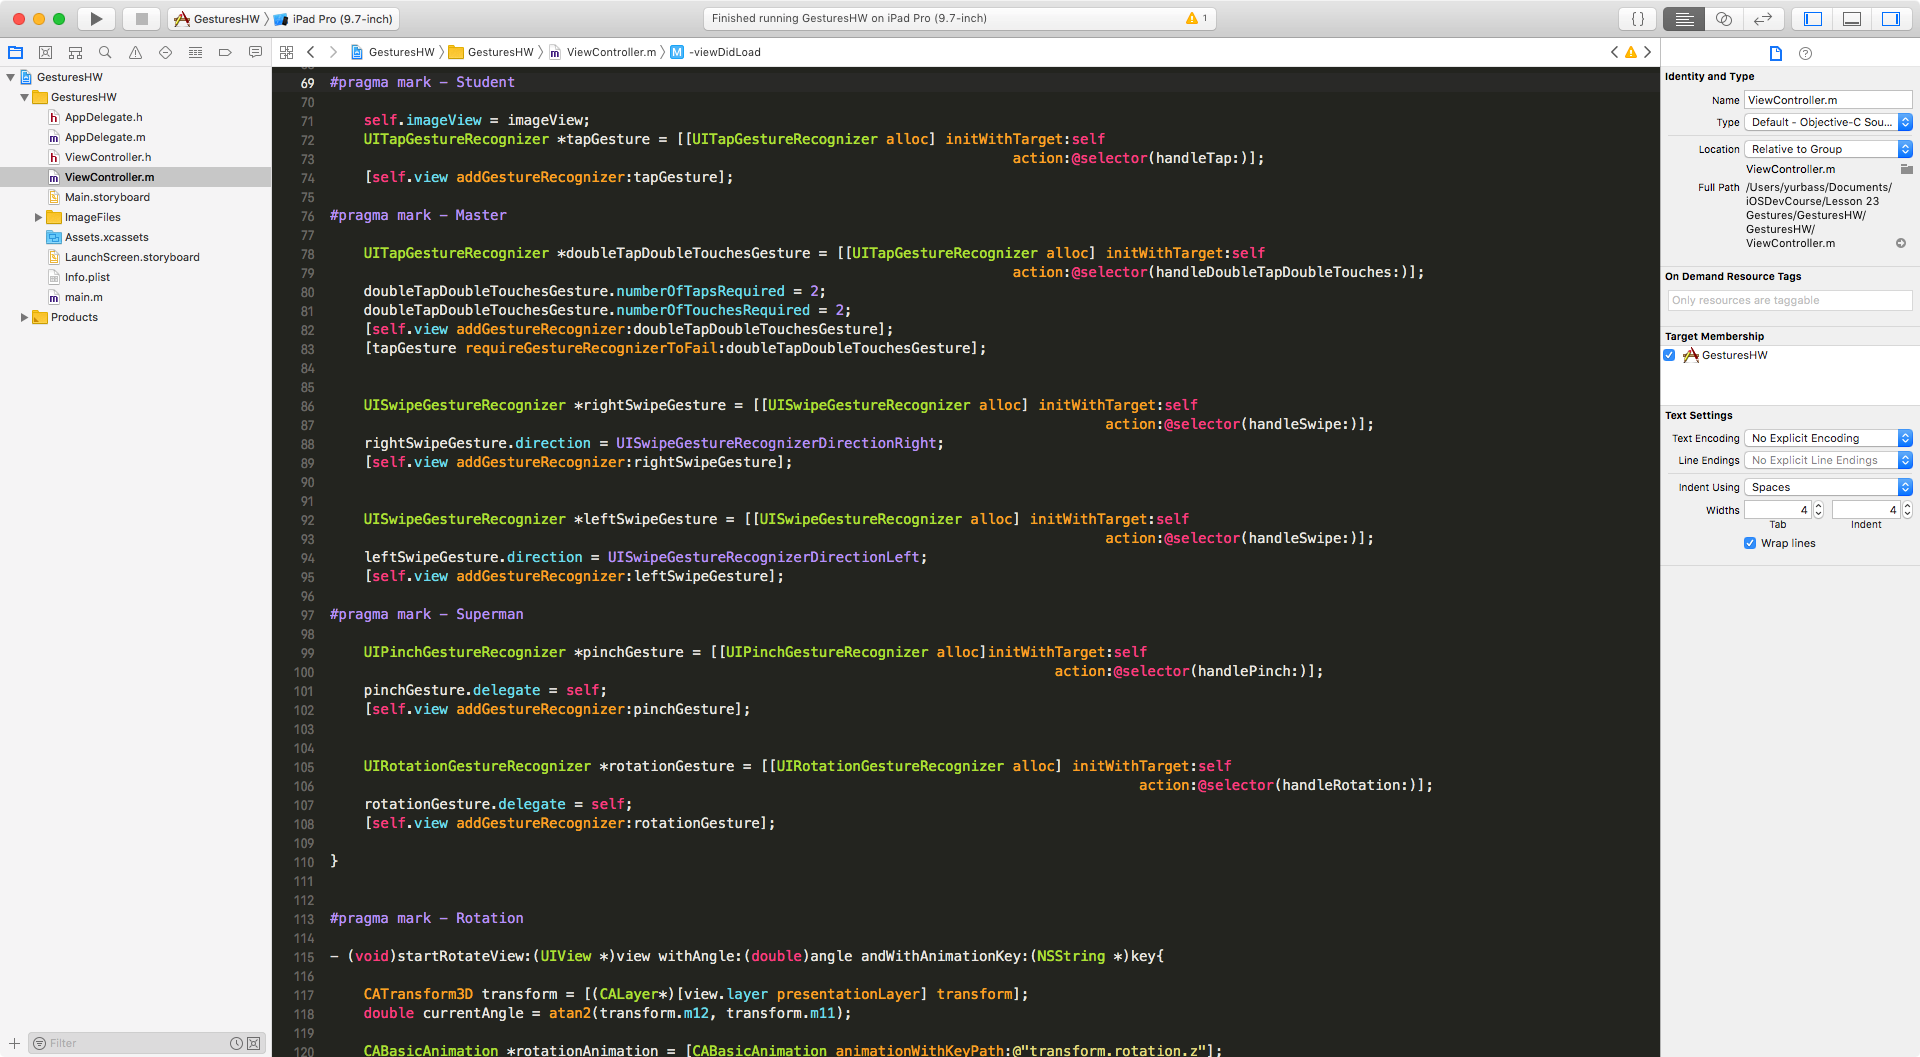 GesturesHW
iPad Pro (9.7-inch)
Finished running GesturesHW on iPad Pro (9.7-inch)
1
{ }
GesturesHW
GesturesHW
ViewController.m
M
-viewDidLoad
GesturesHW
GesturesHW
h AppDelegate.h
m AppDelegate.m
h ViewController.h
m ViewController.m
Main.storyboard
ImageFiles
Assets.xcassets
LaunchScreen.storyboard
Info.plist
m main.m
Products
Filter
69 #pragma mark - Student
70
71 self.imageView = imageView;
72 UITapGestureRecognizer *tapGesture = [[UITapGestureRecognizer alloc] initWithTarget:self
73 action:@selector(handleTap:)];
74 [self.view addGestureRecognizer:tapGesture];
75
76 #pragma mark - Master
77
78 UITapGestureRecognizer *doubleTapDoubleTouchesGesture = [[UITapGestureRecognizer alloc] initWithTarget:self
79 action:@selector(handleDoubleTapDoubleTouches:)];
80 doubleTapDoubleTouchesGesture.numberOfTapsRequired = 2;
81 doubleTapDoubleTouchesGesture.numberOfTouchesRequired = 2;
82 [self.view addGestureRecognizer:doubleTapDoubleTouchesGesture];
83 [tapGesture requireGestureRecognizerToFail:doubleTapDoubleTouchesGesture];
84
85
86 UISwipeGestureRecognizer *rightSwipeGesture = [[UISwipeGestureRecognizer alloc] initWithTarget:self
87 action:@selector(handleSwipe:)];
88 rightSwipeGesture.direction = UISwipeGestureRecognizerDirectionRight;
89 [self.view addGestureRecognizer:rightSwipeGesture];
90
91
92 UISwipeGestureRecognizer *leftSwipeGesture = [[UISwipeGestureRecognizer alloc] initWithTarget:self
93 action:@selector(handleSwipe:)];
94 leftSwipeGesture.direction = UISwipeGestureRecognizerDirectionLeft;
95 [self.view addGestureRecognizer:leftSwipeGesture];
96
97 #pragma mark - Superman
98
99 UIPinchGestureRecognizer *pinchGesture = [[UIPinchGestureRecognizer alloc]initWithTarget:self
100 action:@selector(handlePinch:)];
101 pinchGesture.delegate = self;
102 [self.view addGestureRecognizer:pinchGesture];
103
104
105 UIRotationGestureRecognizer *rotationGesture = [[UIRotationGestureRecognizer alloc] initWithTarget:self
106 action:@selector(handleRotation:)];
107 rotationGesture.delegate = self;
108 [self.view addGestureRecognizer:rotationGesture];
109
110 }
111
112
113 #pragma mark - Rotation
114
115 - (void)startRotateView:(UIView *)view withAngle:(double)angle andWithAnimationKey:(NSString *)key{
116
117 CATransform3D transform = [(CALayer*)[view.layer presentationLayer] transform];
118 double currentAngle = atan2(transform.m12, transform.m11);
119
120 CABasicAnimation *rotationAnimation = [CABasicAnimation animationWithKeyPath:@"transform.rotation.z"];
Identity and Type
Name ViewController.m
Type Default - Objective-C Sou...
Location Relative to Group
ViewController.m
Full Path /Users/yurbass/Documents/
iOSDevCourse/Lesson 23
Gestures/GesturesHW/
GesturesHW/
ViewController.m
On Demand Resource Tags
Only resources are taggable
Target Membership
GesturesHW
Text Settings
Text Encoding No Explicit Encoding
Line Endings No Explicit Line Endings
Indent Using Spaces
Widths 4 4
Tab Indent
Wrap lines